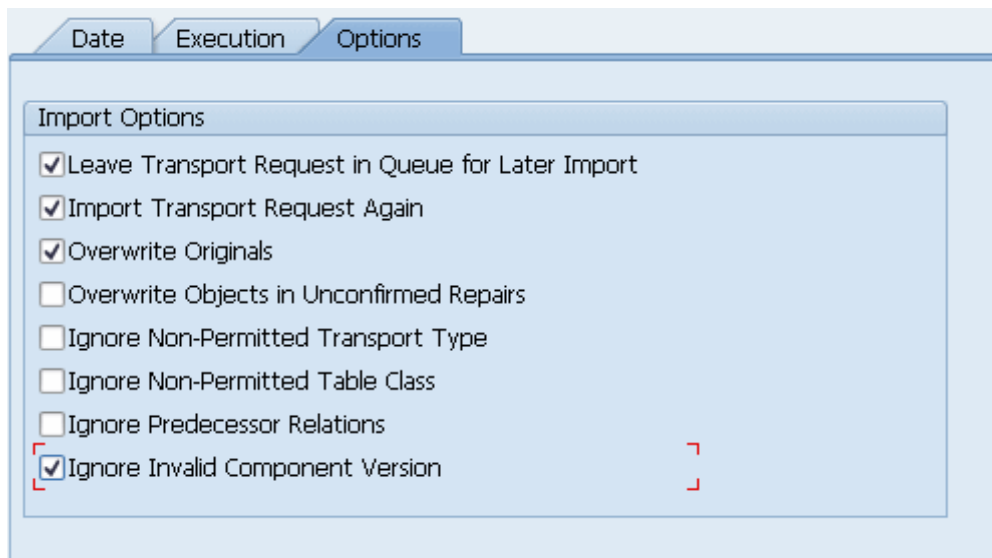 Date Execution Options
Import Options
Leave Transport Request in Queue for Later Import
Import Transport Request Again
Overwrite Originals
Overwrite Objects in Unconfirmed Repairs
Ignore Non-Permitted Transport Type
Ignore Non-Permitted Table Class
Ignore Predecessor Relations
Ignore Invalid Component Version